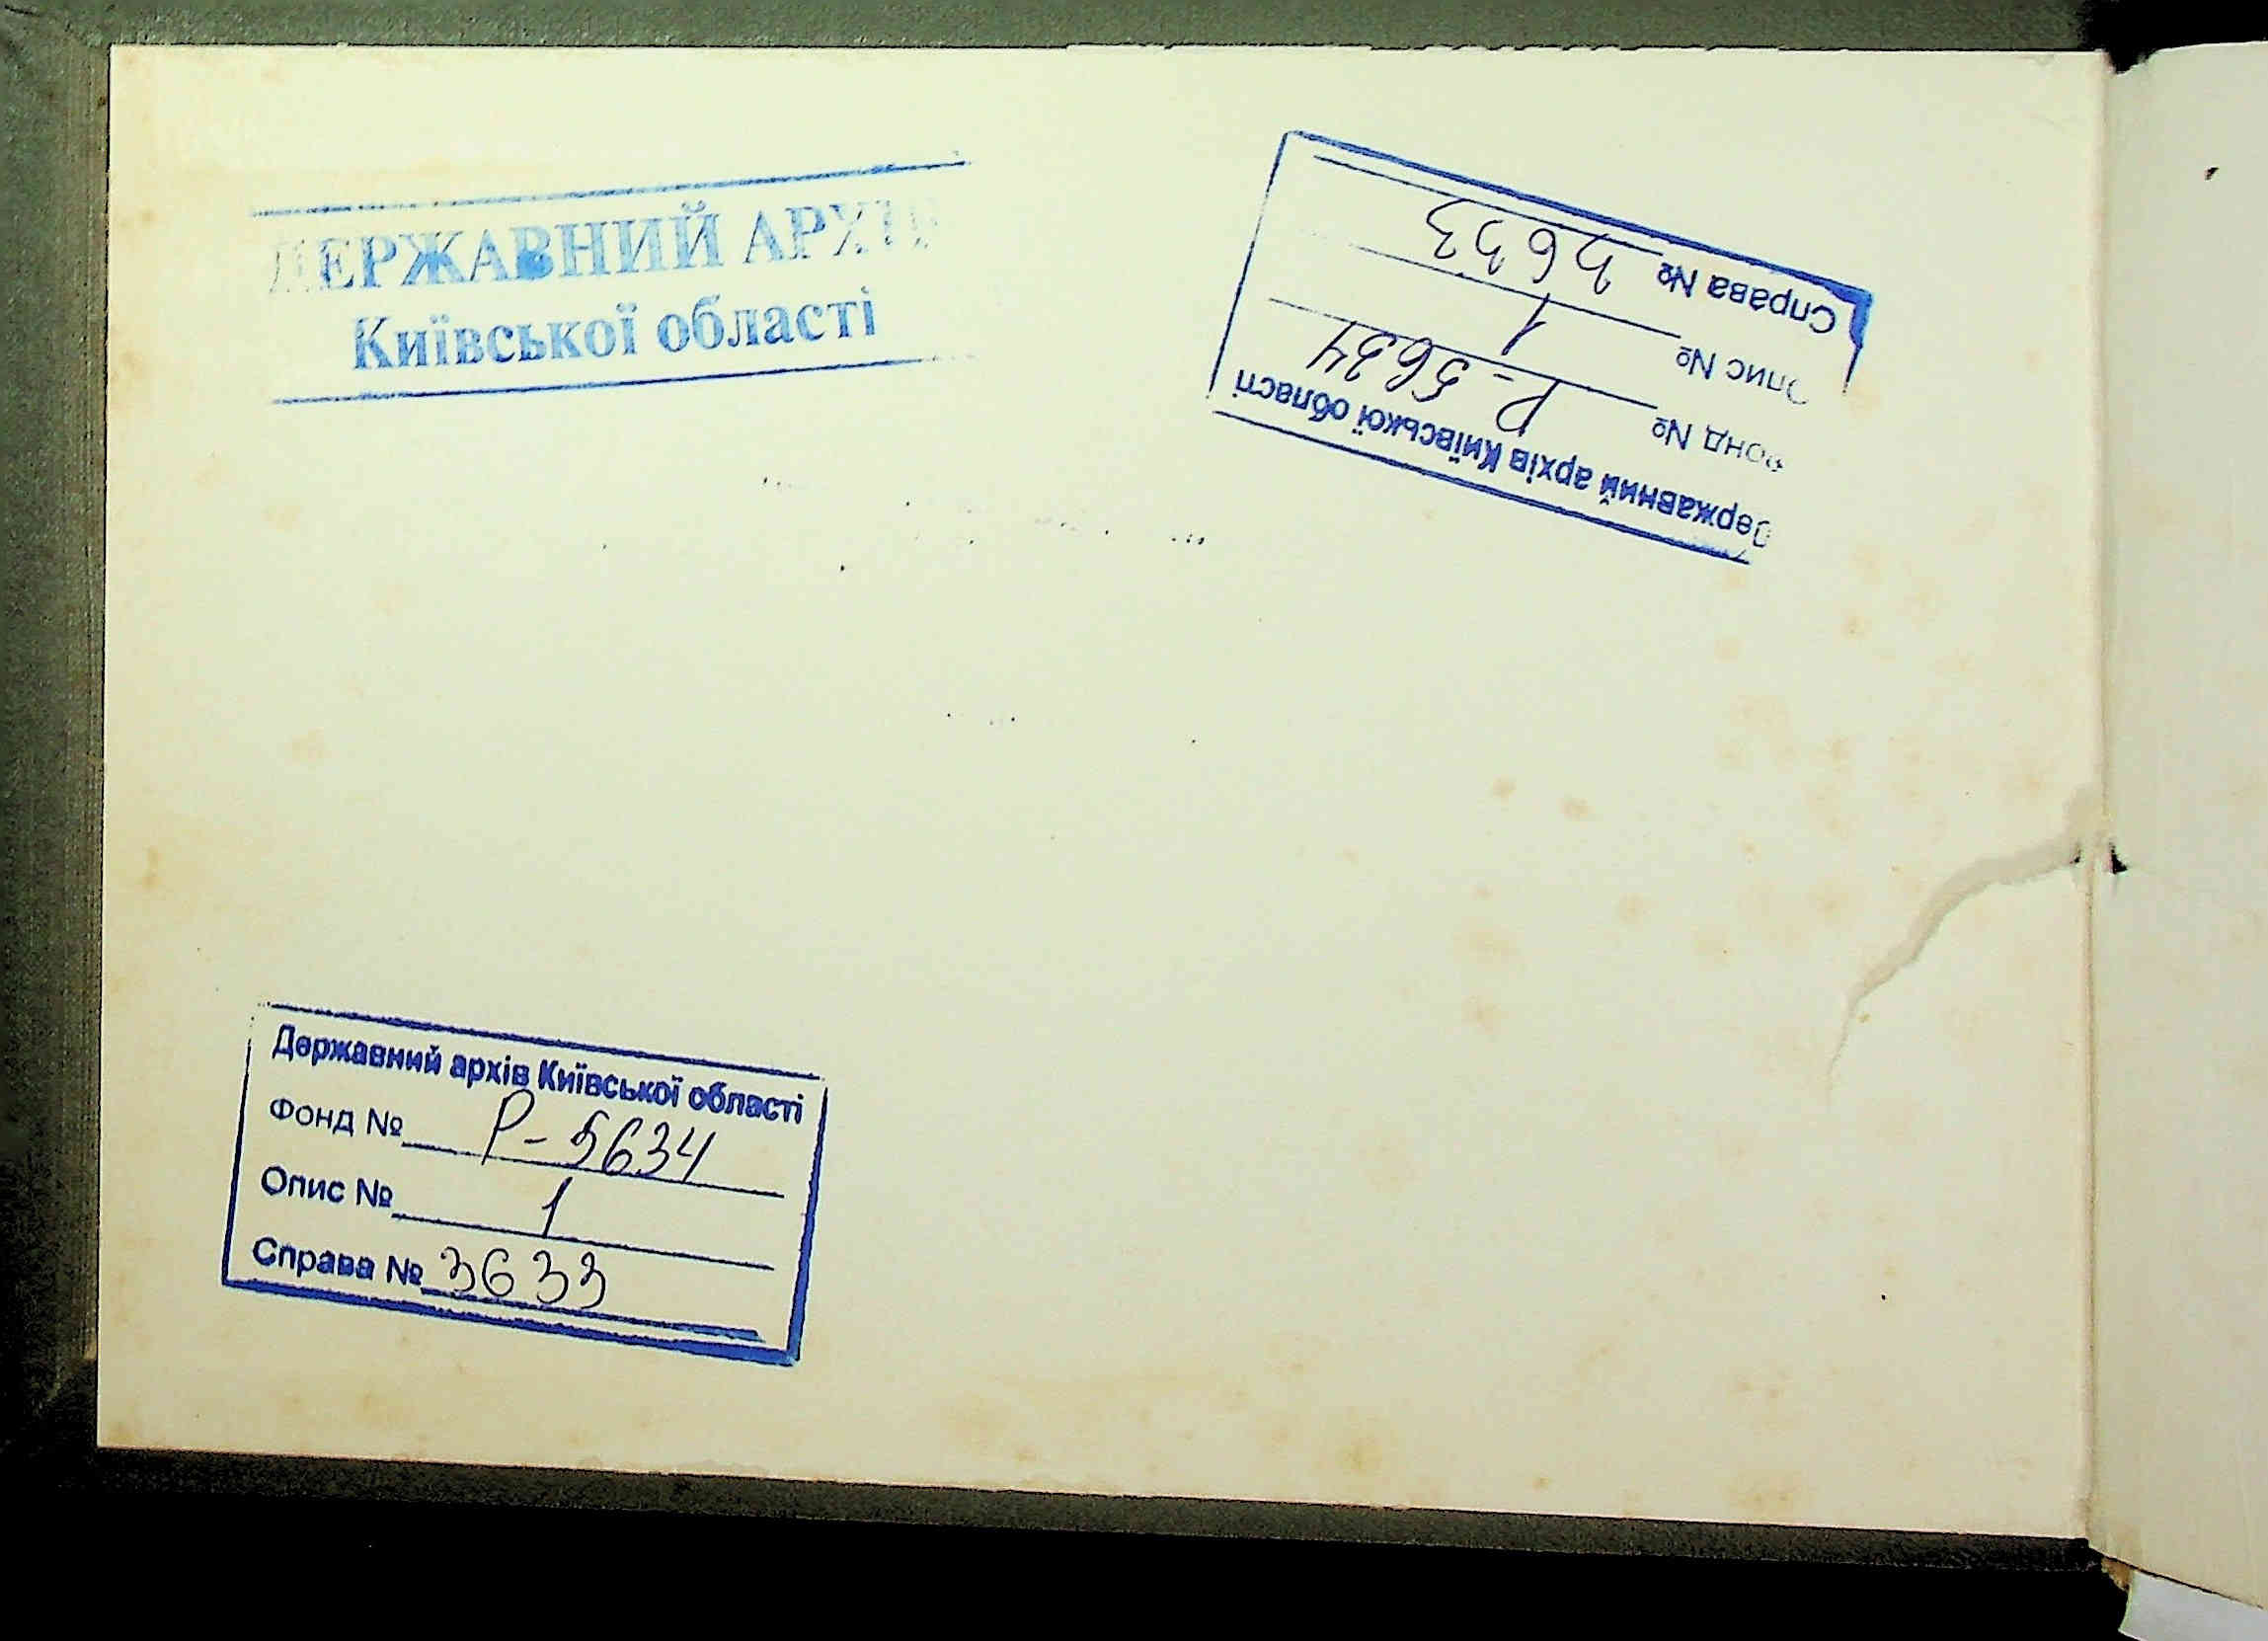 ДЕРЖАВНИЙ АРХІВ
Київської області
Державний архів Київської області
Фонд № Р-5634
Опис № 1
Справа № 3633
Державний архів Київської області
Фонд № Р-5634
Опис № 1
Справа № 3633